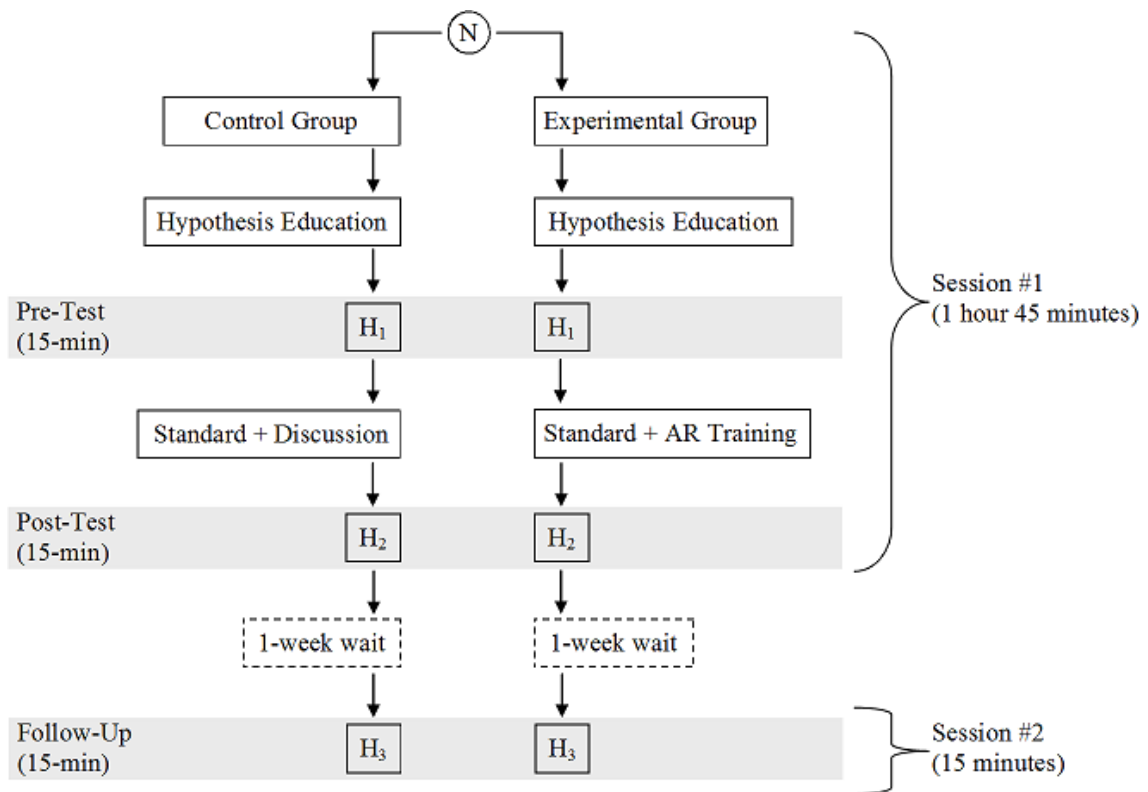 N
Control Group
Experimental Group
Hypothesis Education
Hypothesis Education
Session #1
(1 hour 45 minutes)
Pre-Test
(15-min)
H₁
H₁
Standard + Discussion
Standard + AR Training
Post-Test
(15-min)
H₂
H₂
1-week wait
1-week wait
Follow-Up
(15-min)
H₃
H₃
Session #2
(15 minutes)